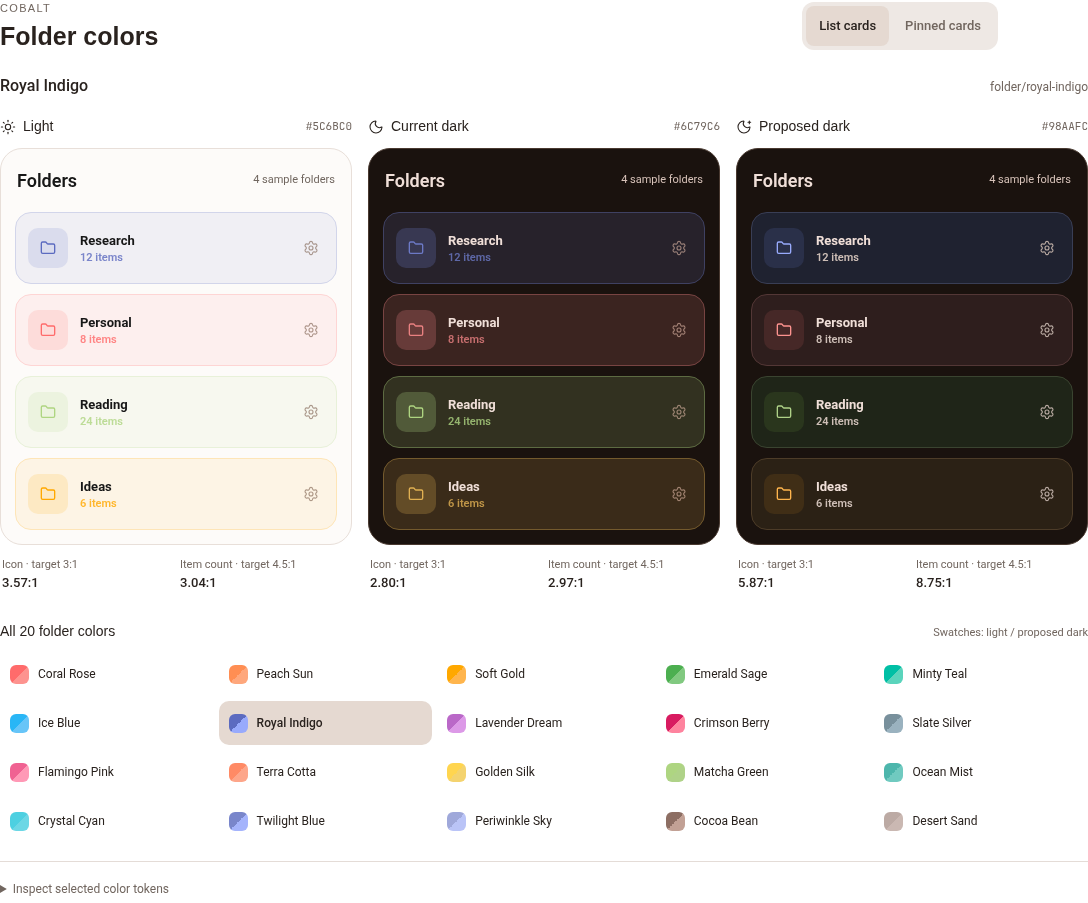 COBALT
Folder colors
List cards
Pinned cards
Royal Indigo
folder/royal-indigo
Light
#5C6BC0
Folders
4 sample folders
Research
12 items
Personal
8 items
Reading
24 items
Ideas
6 items
Icon · target 3:1
3.57:1
Item count · target 4.5:1
3.04:1
Current dark
#6C79C6
Folders
4 sample folders
Research
12 items
Personal
8 items
Reading
24 items
Ideas
6 items
Icon · target 3:1
2.80:1
Item count · target 4.5:1
2.97:1
Proposed dark
#98AAFC
Folders
4 sample folders
Research
12 items
Personal
8 items
Reading
24 items
Ideas
6 items
Icon · target 3:1
5.87:1
Item count · target 4.5:1
8.75:1
All 20 folder colors
Swatches: light / proposed dark
Coral Rose
Peach Sun
Soft Gold
Emerald Sage
Minty Teal
Ice Blue
Royal Indigo
Lavender Dream
Crimson Berry
Slate Silver
Flamingo Pink
Terra Cotta
Golden Silk
Matcha Green
Ocean Mist
Crystal Cyan
Twilight Blue
Periwinkle Sky
Cocoa Bean
Desert Sand
Inspect selected color tokens